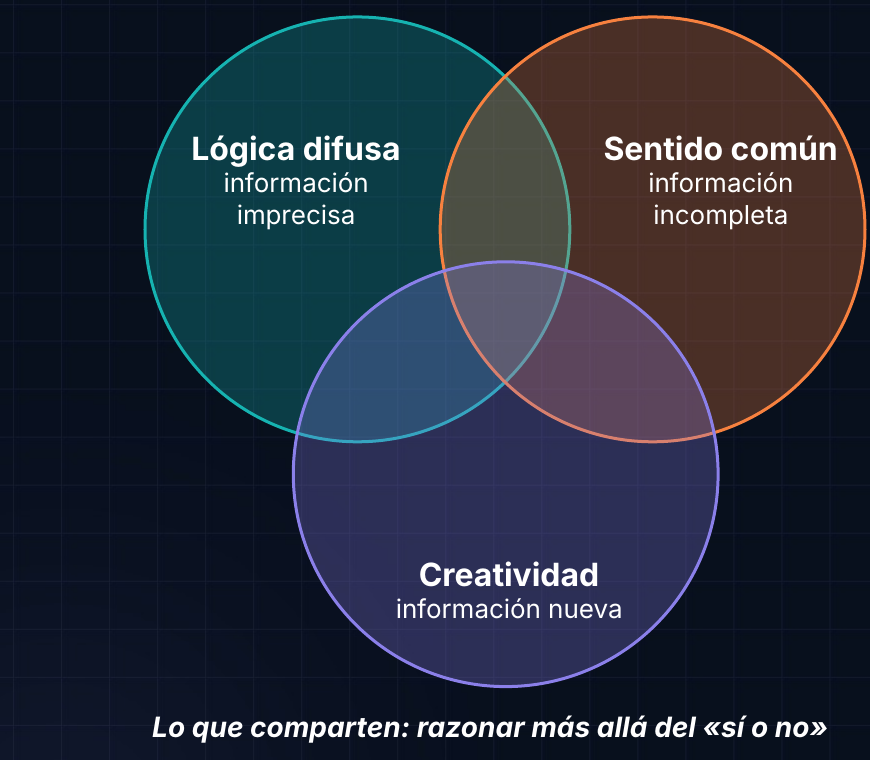 Lógica difusa
información
imprecisa
Sentido común
información
incompleta
Creatividad
información nueva
Lo que comparten: razonar más allá del «sí o no»